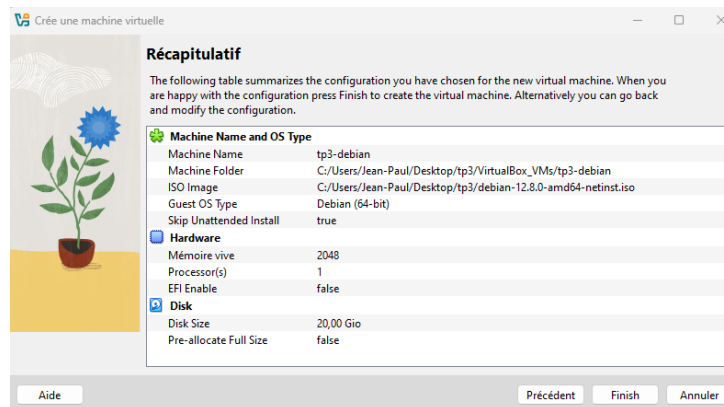 Crée une machine virtuelle
Récapitulatif
The following table summarizes the configuration you have chosen for the new virtual machine. When you
are happy with the configuration press Finish to create the virtual machine. Alternatively you can go back
and modify the configuration.
Machine Name and OS Type
Machine Name tp3-debian
Machine Folder C:/Users/Jean-Paul/Desktop/tp3/VirtualBox_VMs/tp3-debian
ISO Image C:/Users/Jean-Paul/Desktop/tp3/debian-12.8.0-amd64-netinst.iso
Guest OS Type Debian (64-bit)
Skip Unattended Install true
Hardware
Mémoire vive 2048
Processor(s) 1
EFI Enable false
Disk
Disk Size 20,00 Gio
Pre-allocate Full Size false
Aide Précédent Finish Annuler